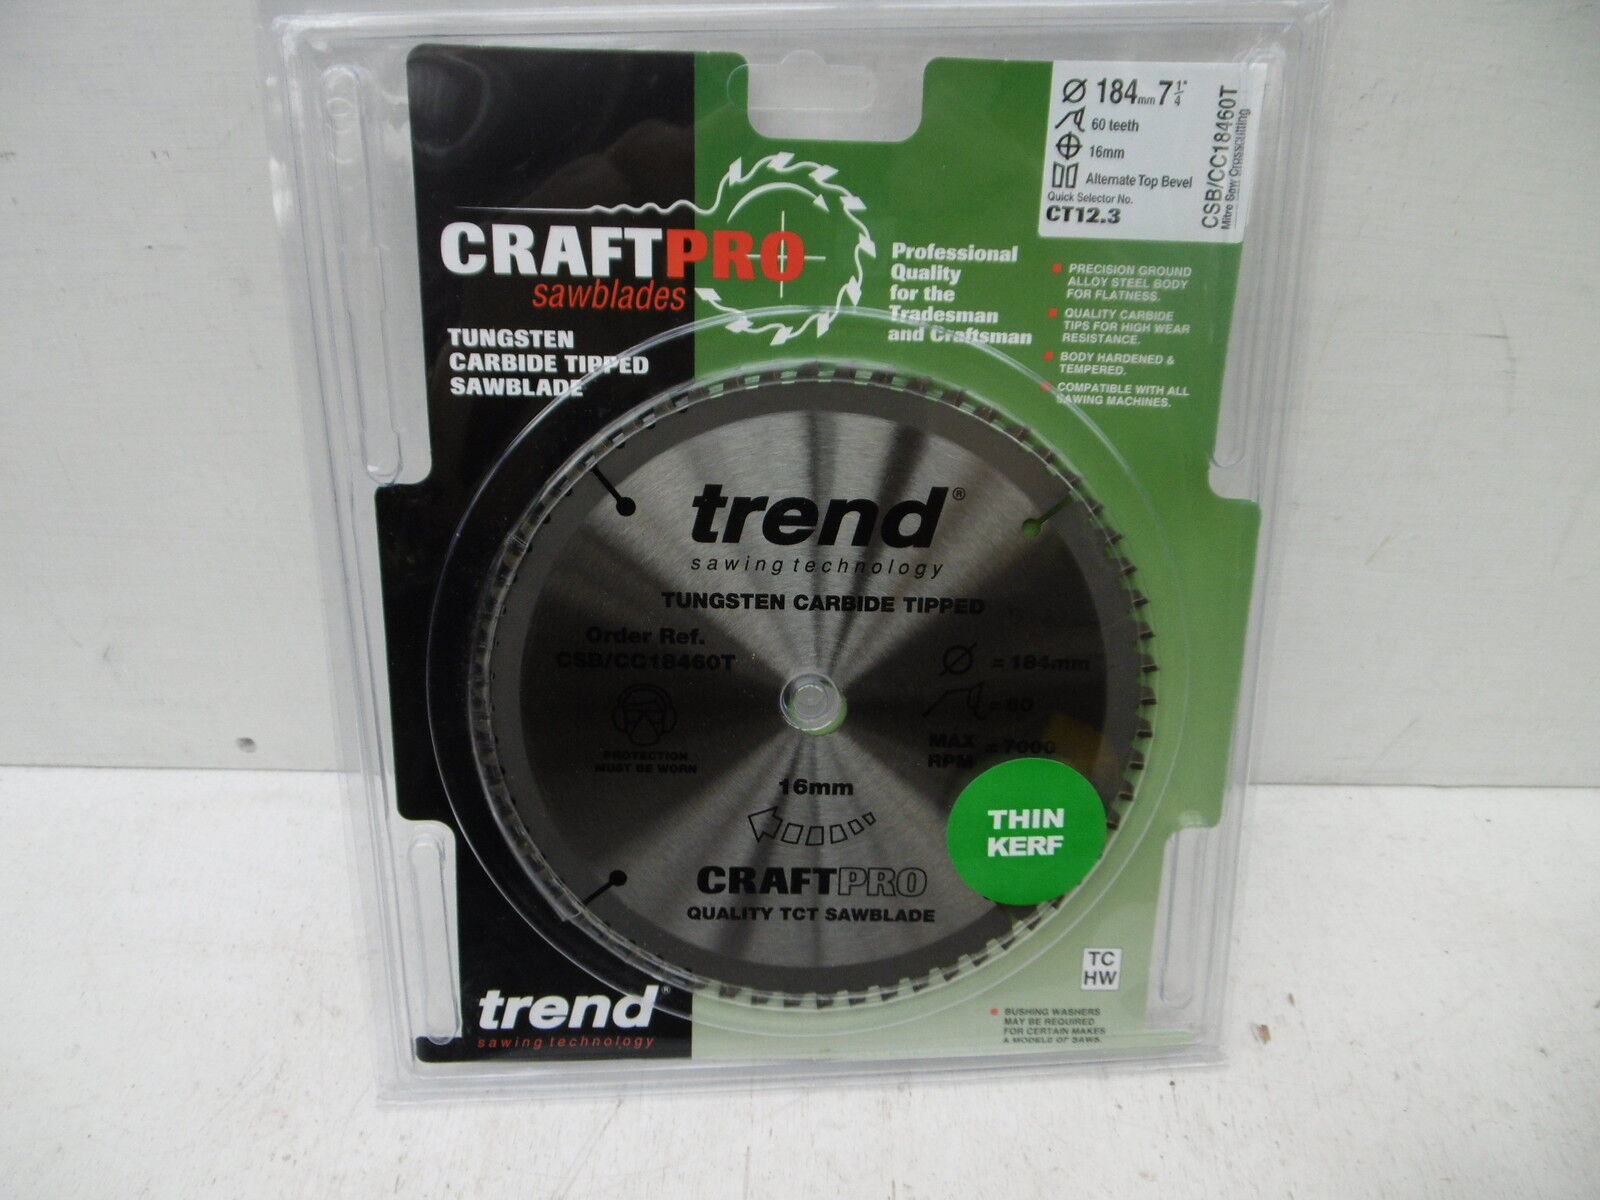 184mm 7 1/4"
60 teeth
16mm
Alternate Top Bevel
Quick Selector No.
CT12.3
CSB/CC18460T
Mitre Saw Crosscutting
CRAFTPRO
sawblades
TUNGSTEN
CARBIDE TIPPED
SAWBLADE
Professional
Quality
for the
Tradesman
and Craftsman
PRECISION GROUND
ALLOY STEEL BODY
FOR FLATNESS.
QUALITY CARBIDE
TIPS FOR HIGH WEAR
RESISTANCE.
BODY HARDENED &
TEMPERED.
COMPATIBLE WITH ALL
SAWING MACHINES.
trend®
sawing technology
TUNGSTEN CARBIDE TIPPED
Order Ref.
CSB/CC18460T
PROTECTION
MUST BE WORN
= 184mm
= 60
MAX
RPM = 7000
16mm
CRAFTPRO
QUALITY TCT SAWBLADE
THIN
KERF
TC
HW
trend®
sawing technology
BUSHING WASHERS
MAY BE REQUIRED
FOR CERTAIN MAKES
& MODELS OF SAWS.